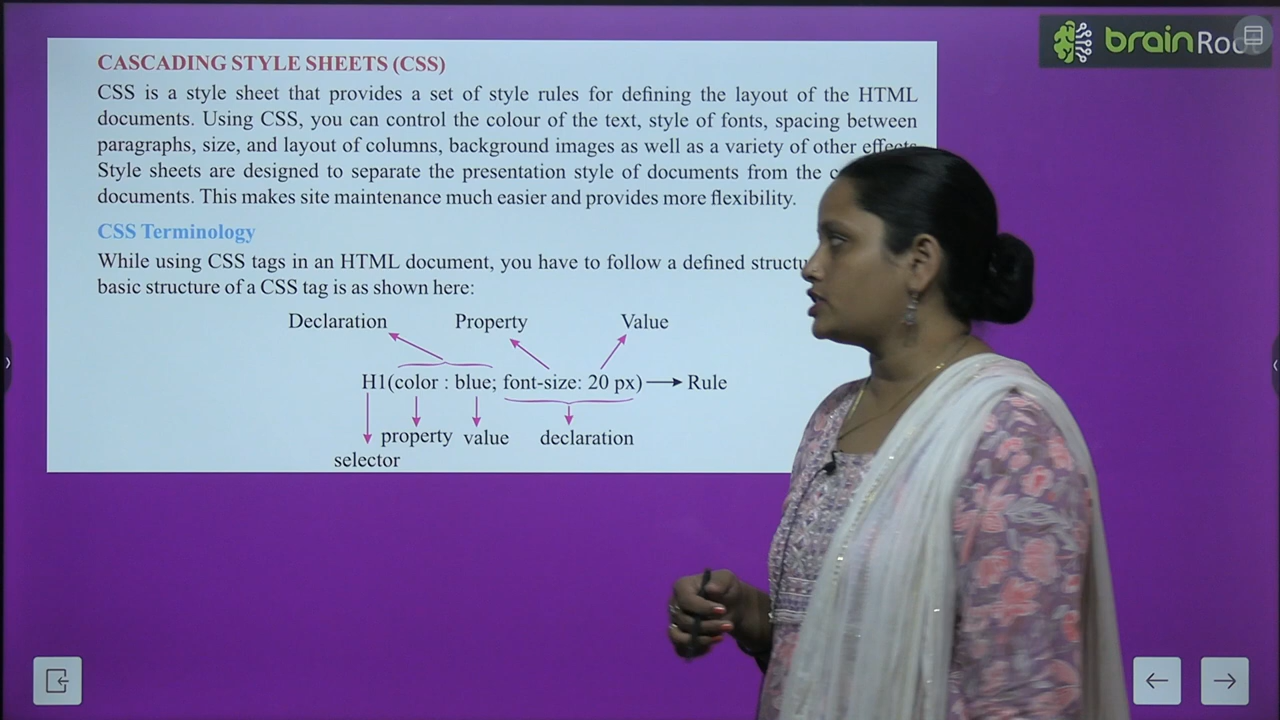 brainRo
CASCADING STYLE SHEETS (CSS)
CSS is a style sheet that provides a set of style rules for defining the layout of the HTML
documents. Using CSS, you can control the colour of the text, style of fonts, spacing between
paragraphs, size, and layout of columns, background images as well as a variety of other effects.
Style sheets are designed to separate the presentation style of documents from the
documents. This makes site maintenance much easier and provides more flexibility.
CSS Terminology
While using CSS tags in an HTML document, you have to follow a defined
basic structure of a CSS tag is as shown here:
Declaration Property Value
H1(color : blue; font-size: 20 px) → Rule
property value declaration
selector